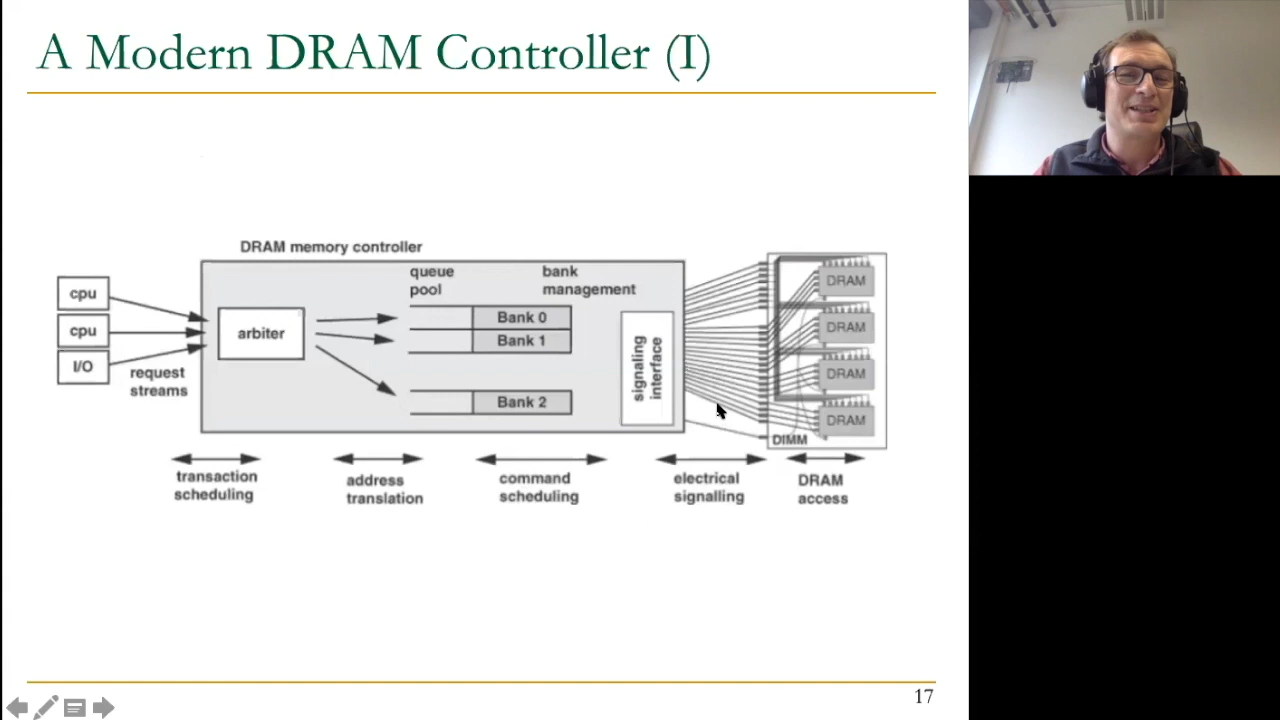 A Modern DRAM Controller (I)
DRAM memory controller
queue
pool
bank
management
cpu
cpu
I/O
request
streams
arbiter
Bank 0
Bank 1
Bank 2
signaling
interface
DRAM
DRAM
DRAM
DRAM
DIMM
transaction
scheduling
address
translation
command
scheduling
electrical
signalling
DRAM
access
17